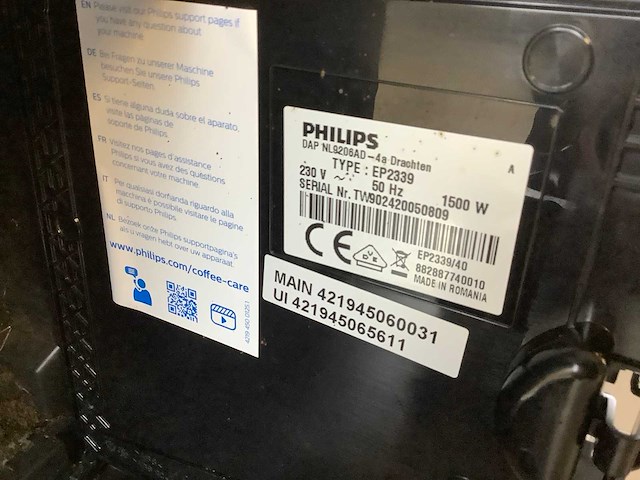 EN Please visit our Philips support pages if
you have any question about
your machine.
DE Bei Fragen zu unserer Maschine
besuchen Sie unsere Philips
Support-Seiten.
ES Si tiene alguna duda sobre el aparato,
visite las páginas de
soporte de Philips.
FR Visitez nos pages d'assistance
Philips si vous avez des questions
concernant votre machine.
IT Per qualsiasi domanda riguardo alla
macchina è possibile visitare le pagine
di supporto Philips.
NL Bezoek onze Philips supportpagina's
als u vragen hebt over uw apparaat.
www.philips.com/coffee-care
PHILIPS
DAP NL9206AD-4a Drachten A
TYPE : EP2339
230 V ~ 50 Hz 1500 W
SERIAL Nr. TW902420050809
CE
EP2339/40
882887740010
MADE IN ROMANIA
MAIN 421945060031
UI 421945065611